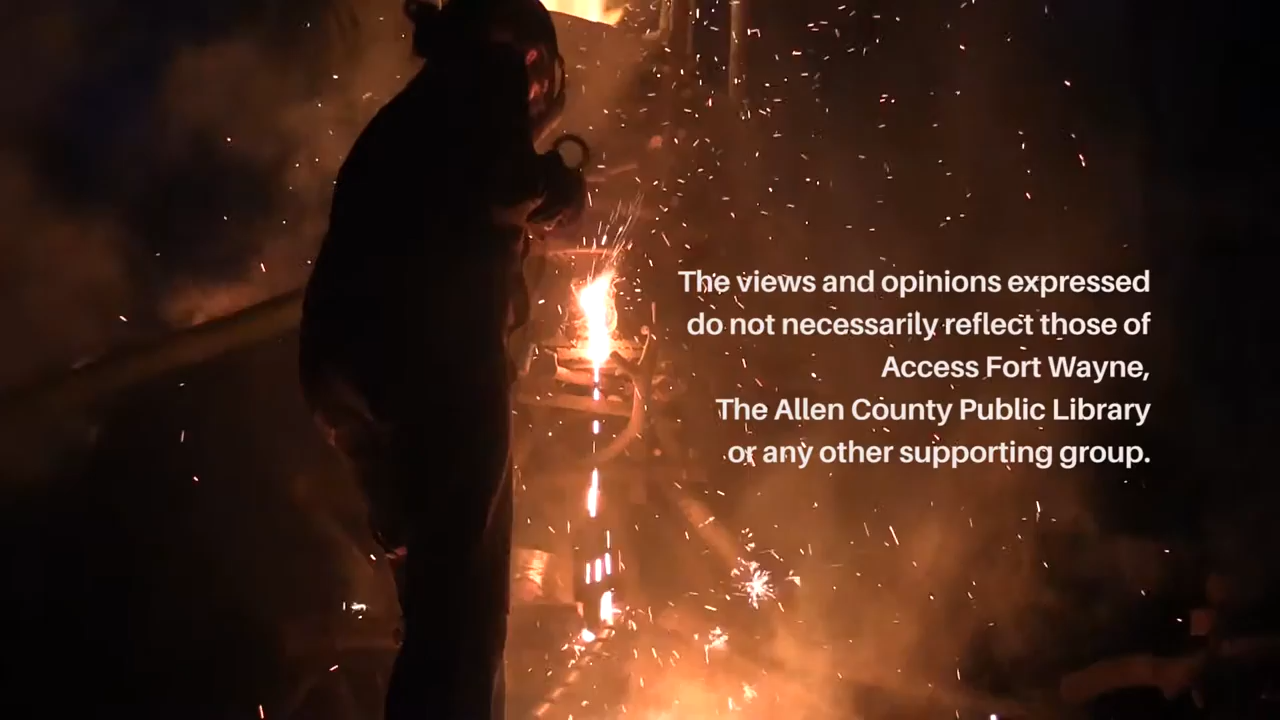 The views and opinions expressed
do not necessarily reflect those of
Access Fort Wayne,
The Allen County Public Library
or any other supporting group.